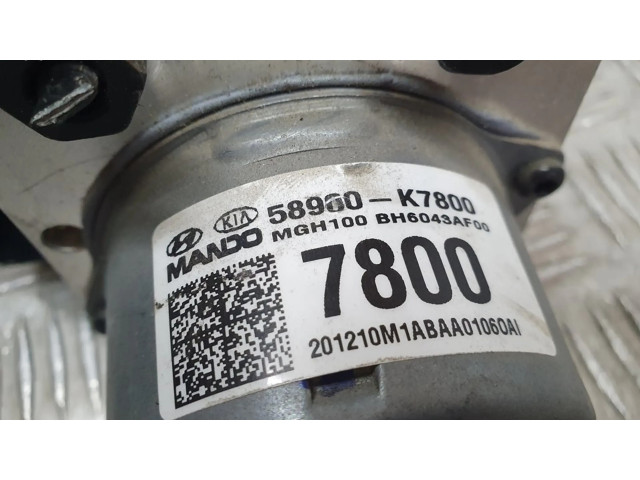 KIA 58960-K7800
MANDO MGH100 BH6043AF00
7800
201210M1ABAA01060AI